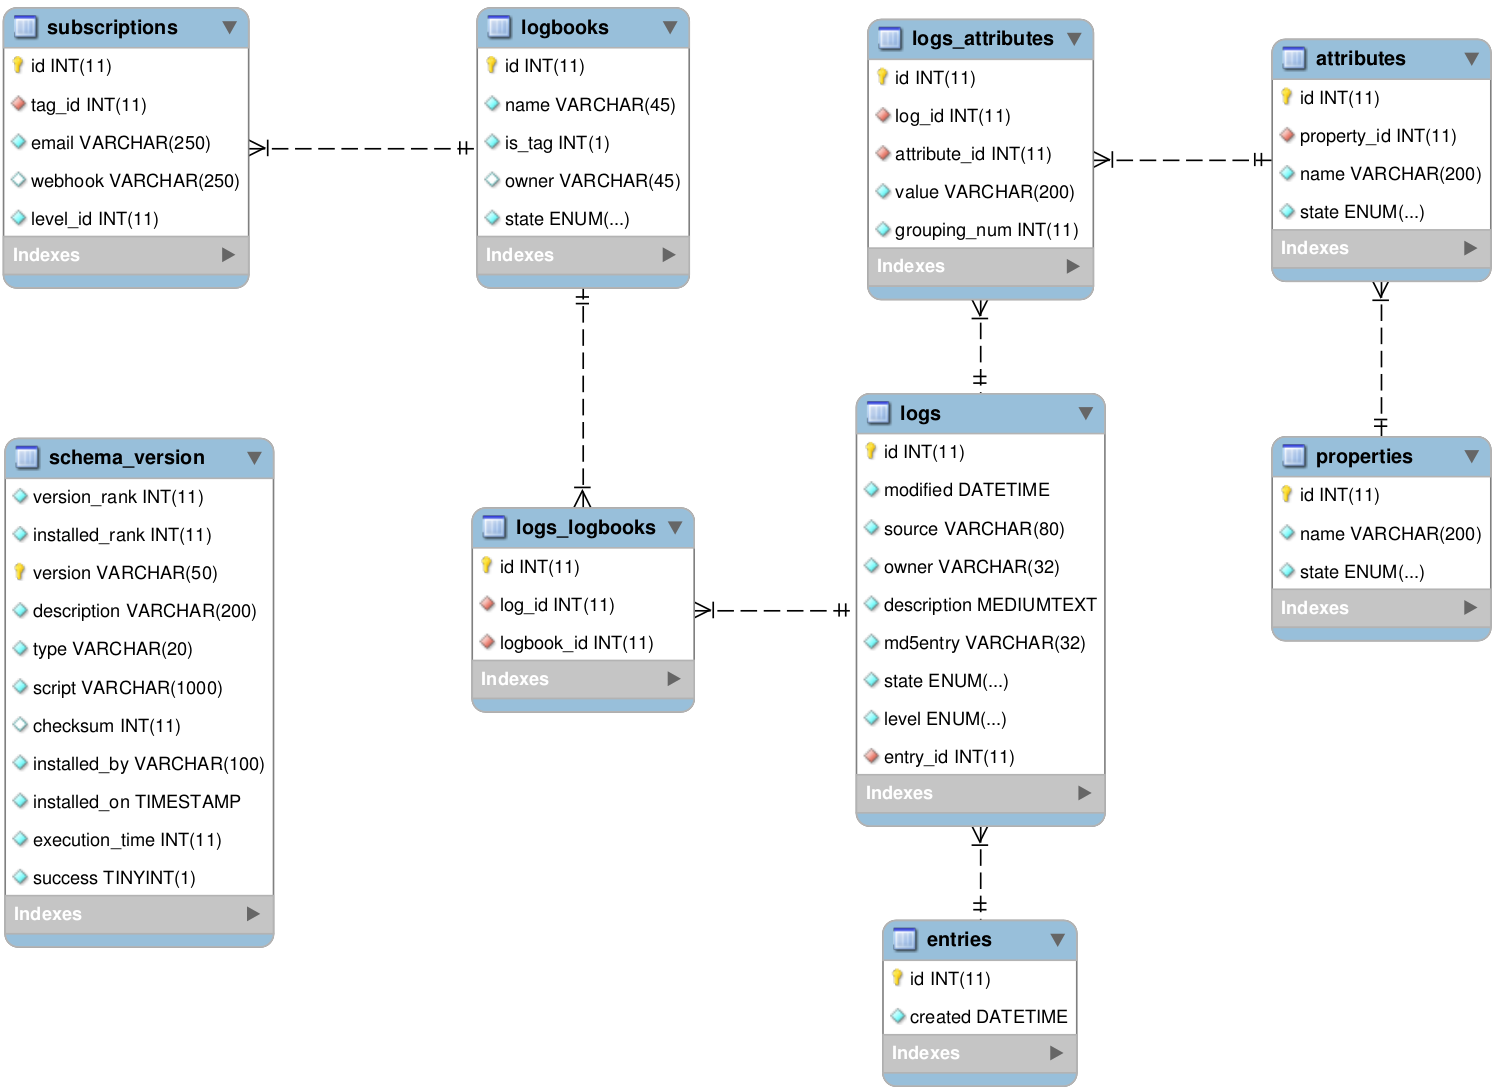 subscriptions
id INT(11)
tag_id INT(11)
email VARCHAR(250)
webhook VARCHAR(250)
level_id INT(11)
Indexes
logbooks
id INT(11)
name VARCHAR(45)
is_tag INT(1)
owner VARCHAR(45)
state ENUM(...)
Indexes
logs_attributes
id INT(11)
log_id INT(11)
attribute_id INT(11)
value VARCHAR(200)
grouping_num INT(11)
Indexes
attributes
id INT(11)
property_id INT(11)
name VARCHAR(200)
state ENUM(...)
Indexes
schema_version
version_rank INT(11)
installed_rank INT(11)
version VARCHAR(50)
description VARCHAR(200)
type VARCHAR(20)
script VARCHAR(1000)
checksum INT(11)
installed_by VARCHAR(100)
installed_on TIMESTAMP
execution_time INT(11)
success TINYINT(1)
Indexes
logs_logbooks
id INT(11)
log_id INT(11)
logbook_id INT(11)
Indexes
logs
id INT(11)
modified DATETIME
source VARCHAR(80)
owner VARCHAR(32)
description MEDIUMTEXT
md5entry VARCHAR(32)
state ENUM(...)
level ENUM(...)
entry_id INT(11)
Indexes
properties
id INT(11)
name VARCHAR(200)
state ENUM(...)
Indexes
entries
id INT(11)
created DATETIME
Indexes